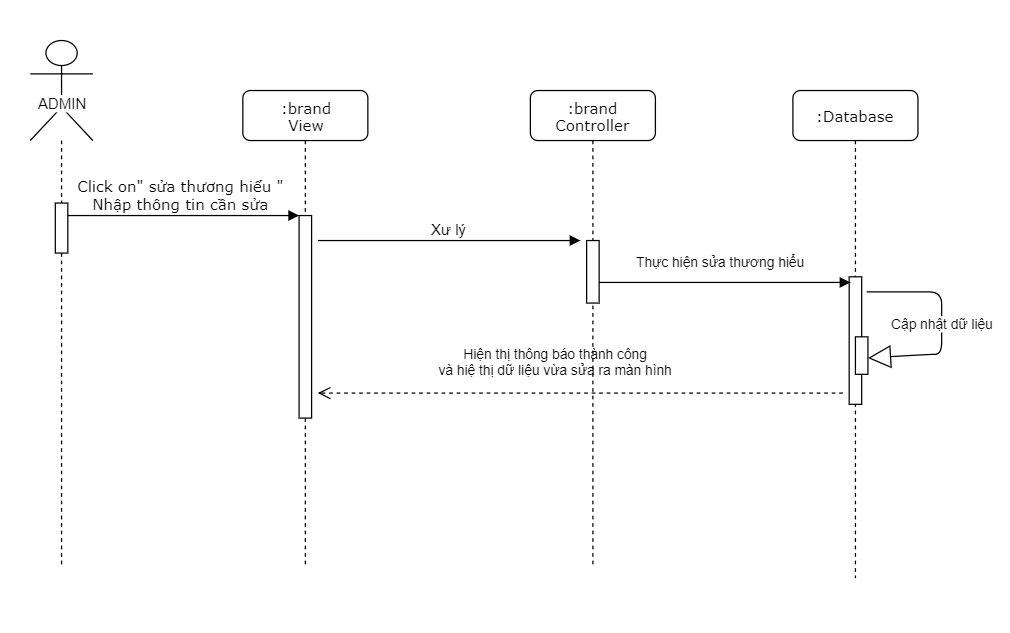 ADMIN
:brand
View
:brand
Controller
:Database
Click on" sửa thương hiểu "
Nhập thông tin cần sửa
Xư lý
Thực hiện sửa thương hiểu
Cập nhật dữ liệu
Hiện thị thông báo thành công
và hiệ thị dữ liệu vừa sửa ra màn hình